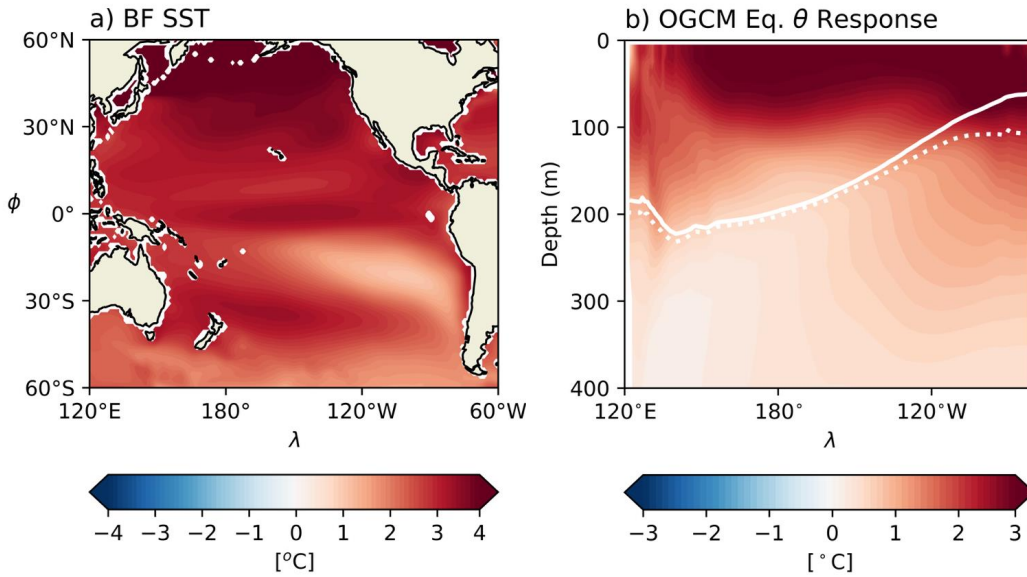 a) BF SST
60°N
30°N
0°
30°S
60°S
ϕ
120°E
180°
120°W
60°W
λ
−4
−3
−2
−1
0
1
2
3
4
[°C]
b) OGCM Eq. θ Response
0
100
200
300
400
Depth (m)
120°E
180°
120°W
λ
−3
−2
−1
0
1
2
3
[°C]